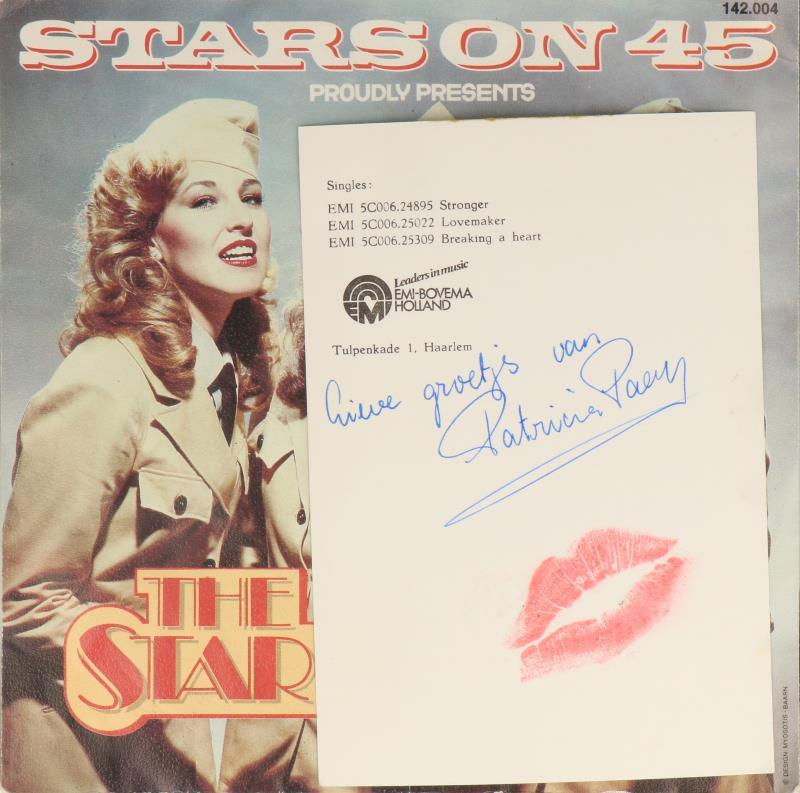 142.004
STARS ON 45
PROUDLY PRESENTS
Singles:
EMI 5C006.24895 Stronger
EMI 5C006.25022 Lovemaker
EMI 5C006.25309 Breaking a heart
Leaders in music
EMI
EMI-BOVEMA
HOLLAND
Tulpenkade 1, Haarlem
Lieve groetjes van
Patricia Paay
THE
STAR
© DESIGN: MYOSOTIS - BAARN